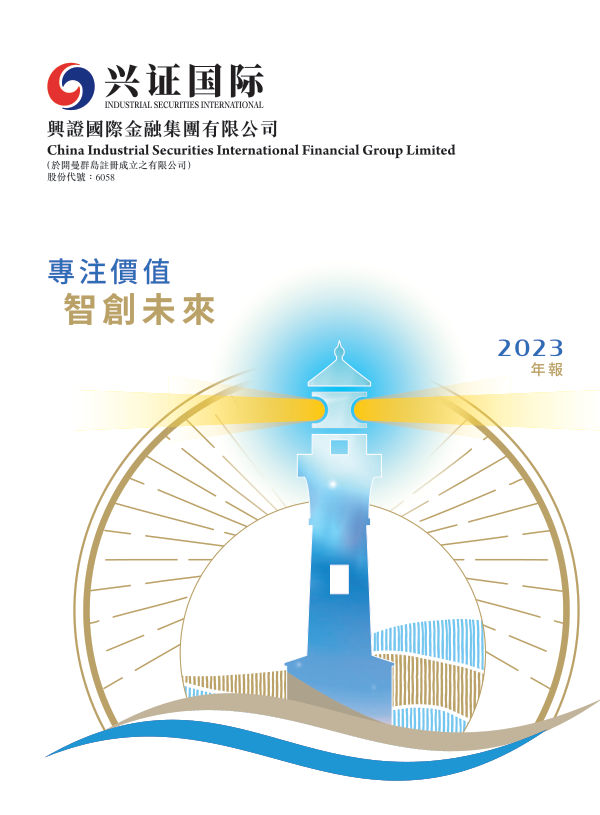 兴证国际
INDUSTRIAL SECURITIES INTERNATIONAL
興證國際金融集團有限公司
China Industrial Securities International Financial Group Limited
(於開曼群島註冊成立之有限公司)
股份代號：6058
專注價值
智創未來
2023
年報